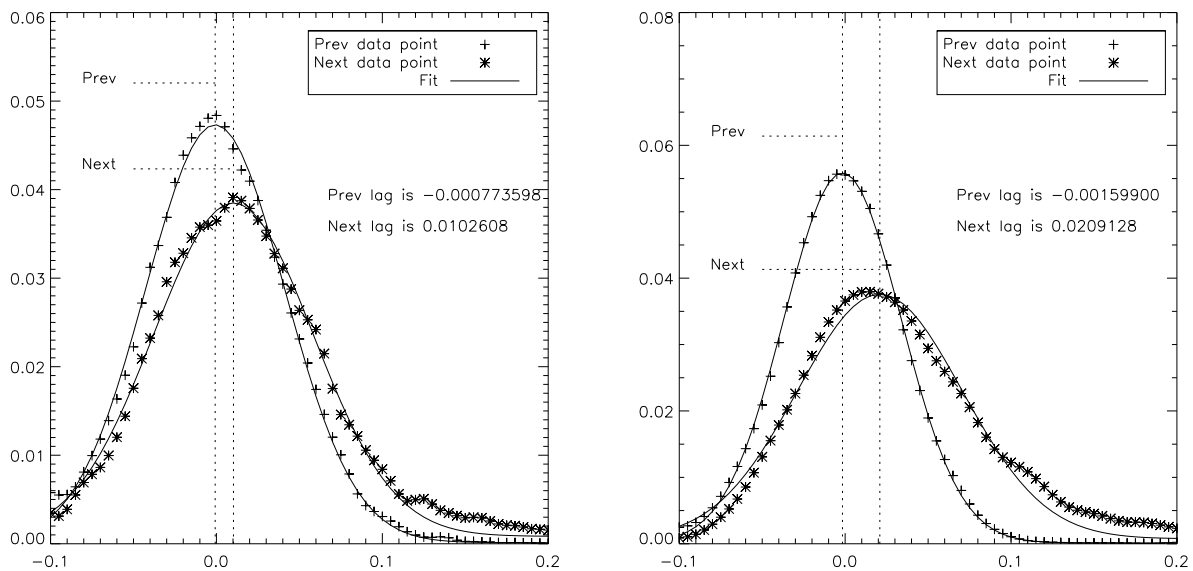 0.06
0.05
0.04
0.03
0.02
0.01
0.00
-0.1
0.0
0.1
0.2
Prev data point
Next data point
Fit
Prev
Next
Prev lag is -0.000773598
Next lag is 0.0102608
0.08
0.06
0.04
0.02
0.00
-0.1
0.0
0.1
0.2
Prev data point
Next data point
Fit
Prev
Next
Prev lag is -0.00159900
Next lag is 0.0209128